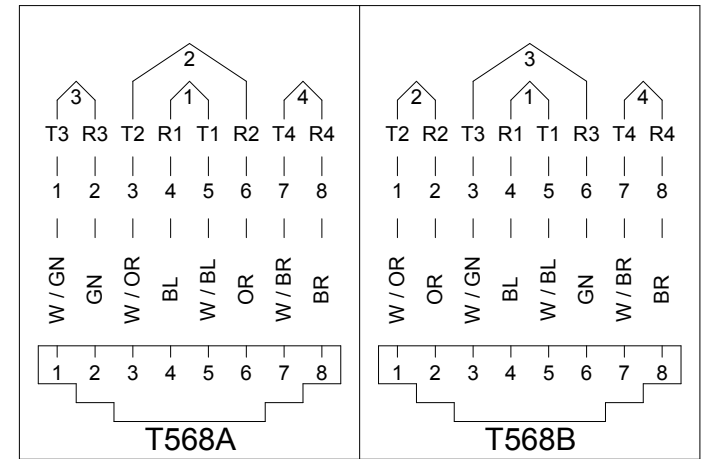 2 3
3 1 4 2 1 4
T3 R3 T2 R1 T1 R2 T4 R4 T2 R2 T3 R1 T1 R3 T4 R4
1 2 3 4 5 6 7 8 1 2 3 4 5 6 7 8
W / GN GN W / OR BL W / BL OR W / BR BR W / OR OR W / GN BL W / BL GN W / BR BR
1 2 3 4 5 6 7 8 1 2 3 4 5 6 7 8
T568A T568B